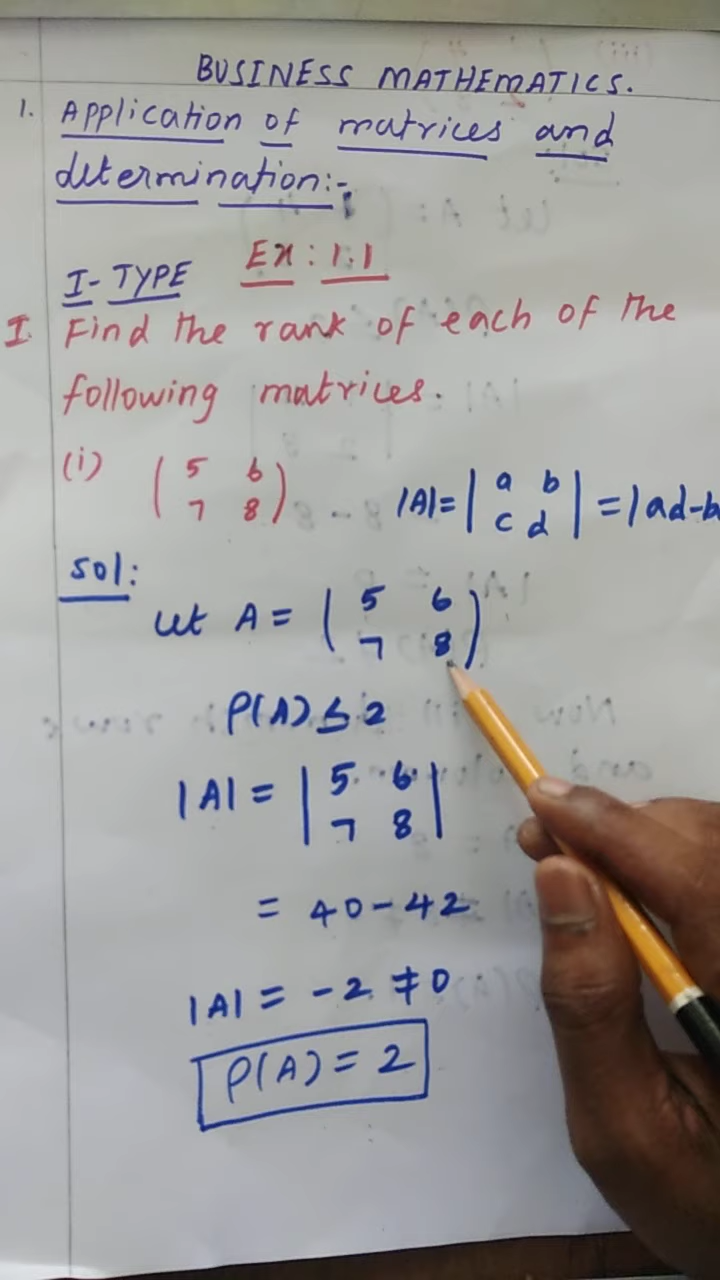 BUSINESS MATHEMATICS.
1. Application of matrices and
determination:-
I-TYPE Ex : 1.1
I Find the rank of each of the
following matrices.
(i) ( 5 6 ) |A| = | a b | = |ad-b
( 7 8 ) | c d |
Sol:
Let A = ( 5 6 )
( 7 8 )
ρ(A) ≤ 2
|A| = | 5 6 |
| 7 8 |
= 40 - 42
|A| = -2 ≠ 0
ρ(A) = 2